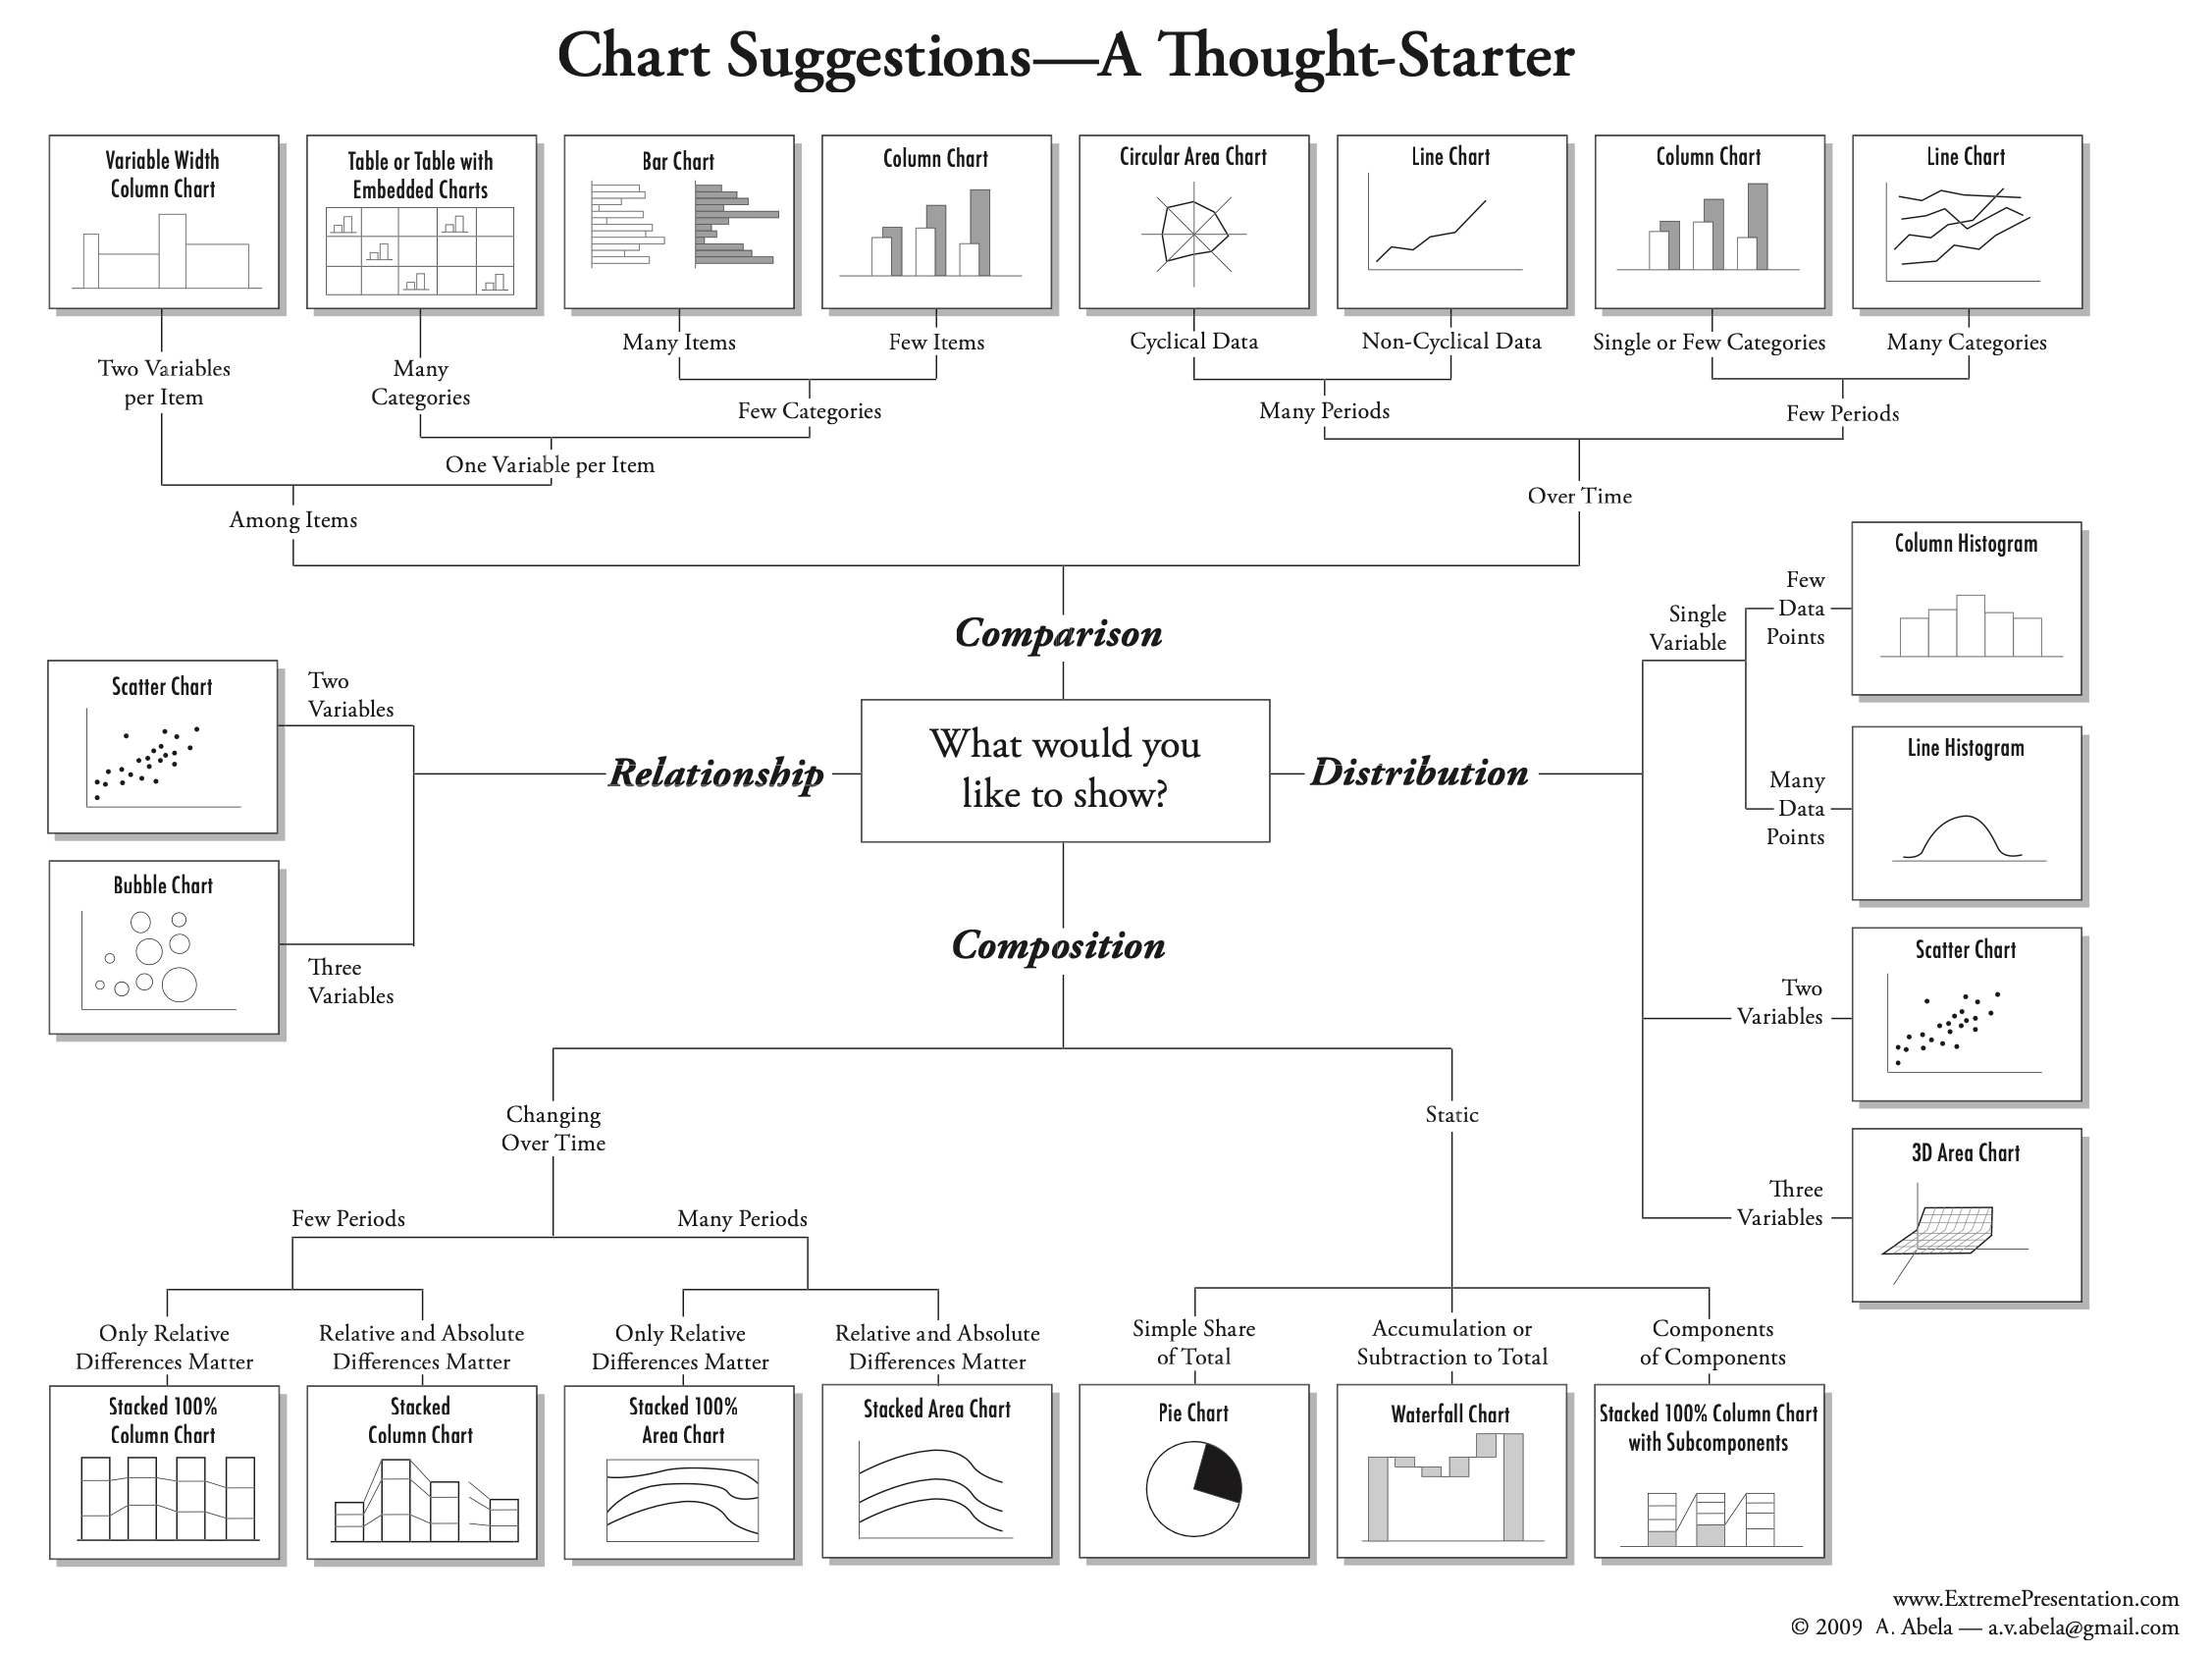 Chart Suggestions—A Thought-Starter
Variable Width
Column Chart
Table or Table with
Embedded Charts
Bar Chart
Column Chart
Circular Area Chart
Line Chart
Column Chart
Line Chart
Two Variables
per Item
Many
Categories
Many Items
Few Items
Cyclical Data
Non-Cyclical Data
Single or Few Categories
Many Categories
Few Categories
Many Periods
Few Periods
One Variable per Item
Among Items
Over Time
Comparison
What would you
like to show?
Relationship
Two
Variables
Scatter Chart
Three
Variables
Bubble Chart
Distribution
Single
Variable
Few
Data
Points
Column Histogram
Many
Data
Points
Line Histogram
Two
Variables
Scatter Chart
Three
Variables
3D Area Chart
Composition
Changing
Over Time
Static
Few Periods
Many Periods
Only Relative
Differences Matter
Relative and Absolute
Differences Matter
Only Relative
Differences Matter
Relative and Absolute
Differences Matter
Simple Share
of Total
Accumulation or
Subtraction to Total
Components
of Components
Stacked 100%
Column Chart
Stacked
Column Chart
Stacked 100%
Area Chart
Stacked Area Chart
Pie Chart
Waterfall Chart
Stacked 100% Column Chart
with Subcomponents
www.ExtremePresentation.com
© 2009 A. Abela — a.v.abela@gmail.com